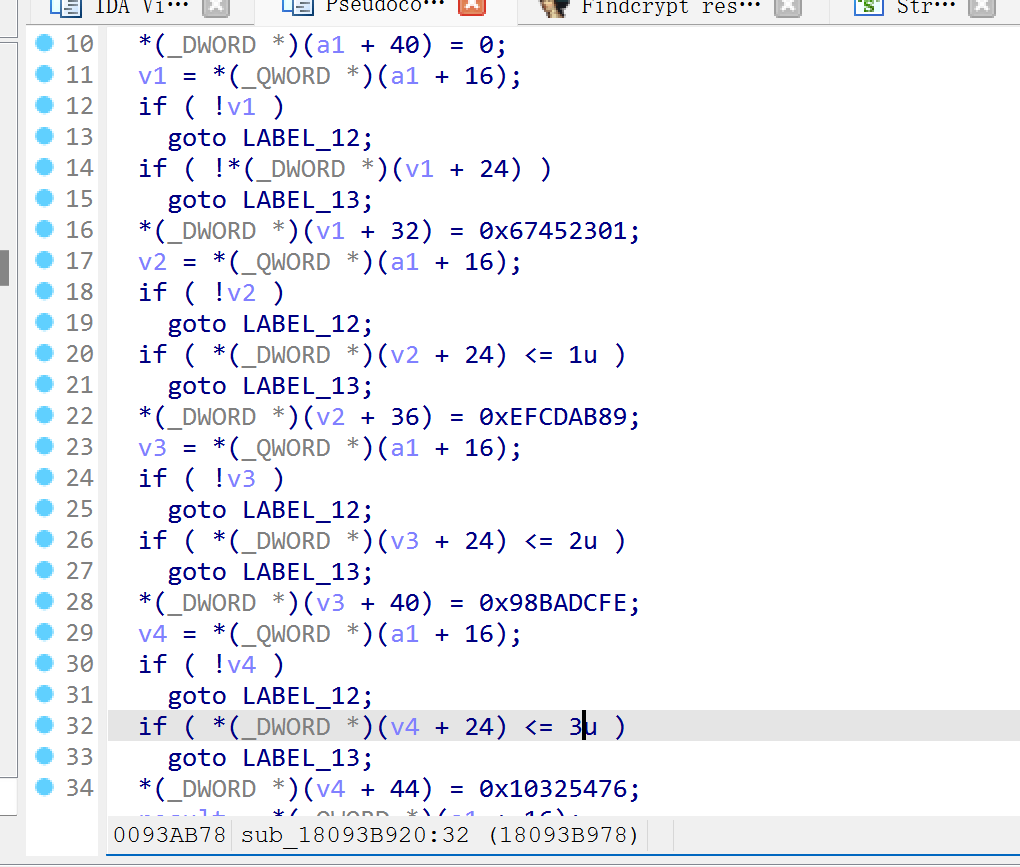 IDA Vi··· Pseudoco··· Findcrypt res··· Str···
10 *(_DWORD *)(a1 + 40) = 0;
11 v1 = *(_QWORD *)(a1 + 16);
12 if ( !v1 )
13 goto LABEL_12;
14 if ( !*(_DWORD *)(v1 + 24) )
15 goto LABEL_13;
16 *(_DWORD *)(v1 + 32) = 0x67452301;
17 v2 = *(_QWORD *)(a1 + 16);
18 if ( !v2 )
19 goto LABEL_12;
20 if ( *(_DWORD *)(v2 + 24) <= 1u )
21 goto LABEL_13;
22 *(_DWORD *)(v2 + 36) = 0xEFCDAB89;
23 v3 = *(_QWORD *)(a1 + 16);
24 if ( !v3 )
25 goto LABEL_12;
26 if ( *(_DWORD *)(v3 + 24) <= 2u )
27 goto LABEL_13;
28 *(_DWORD *)(v3 + 40) = 0x98BADCFE;
29 v4 = *(_QWORD *)(a1 + 16);
30 if ( !v4 )
31 goto LABEL_12;
32 if ( *(_DWORD *)(v4 + 24) <= 3u )
33 goto LABEL_13;
34 *(_DWORD *)(v4 + 44) = 0x10325476;
0093AB78 sub_18093B920:32 (18093B978)